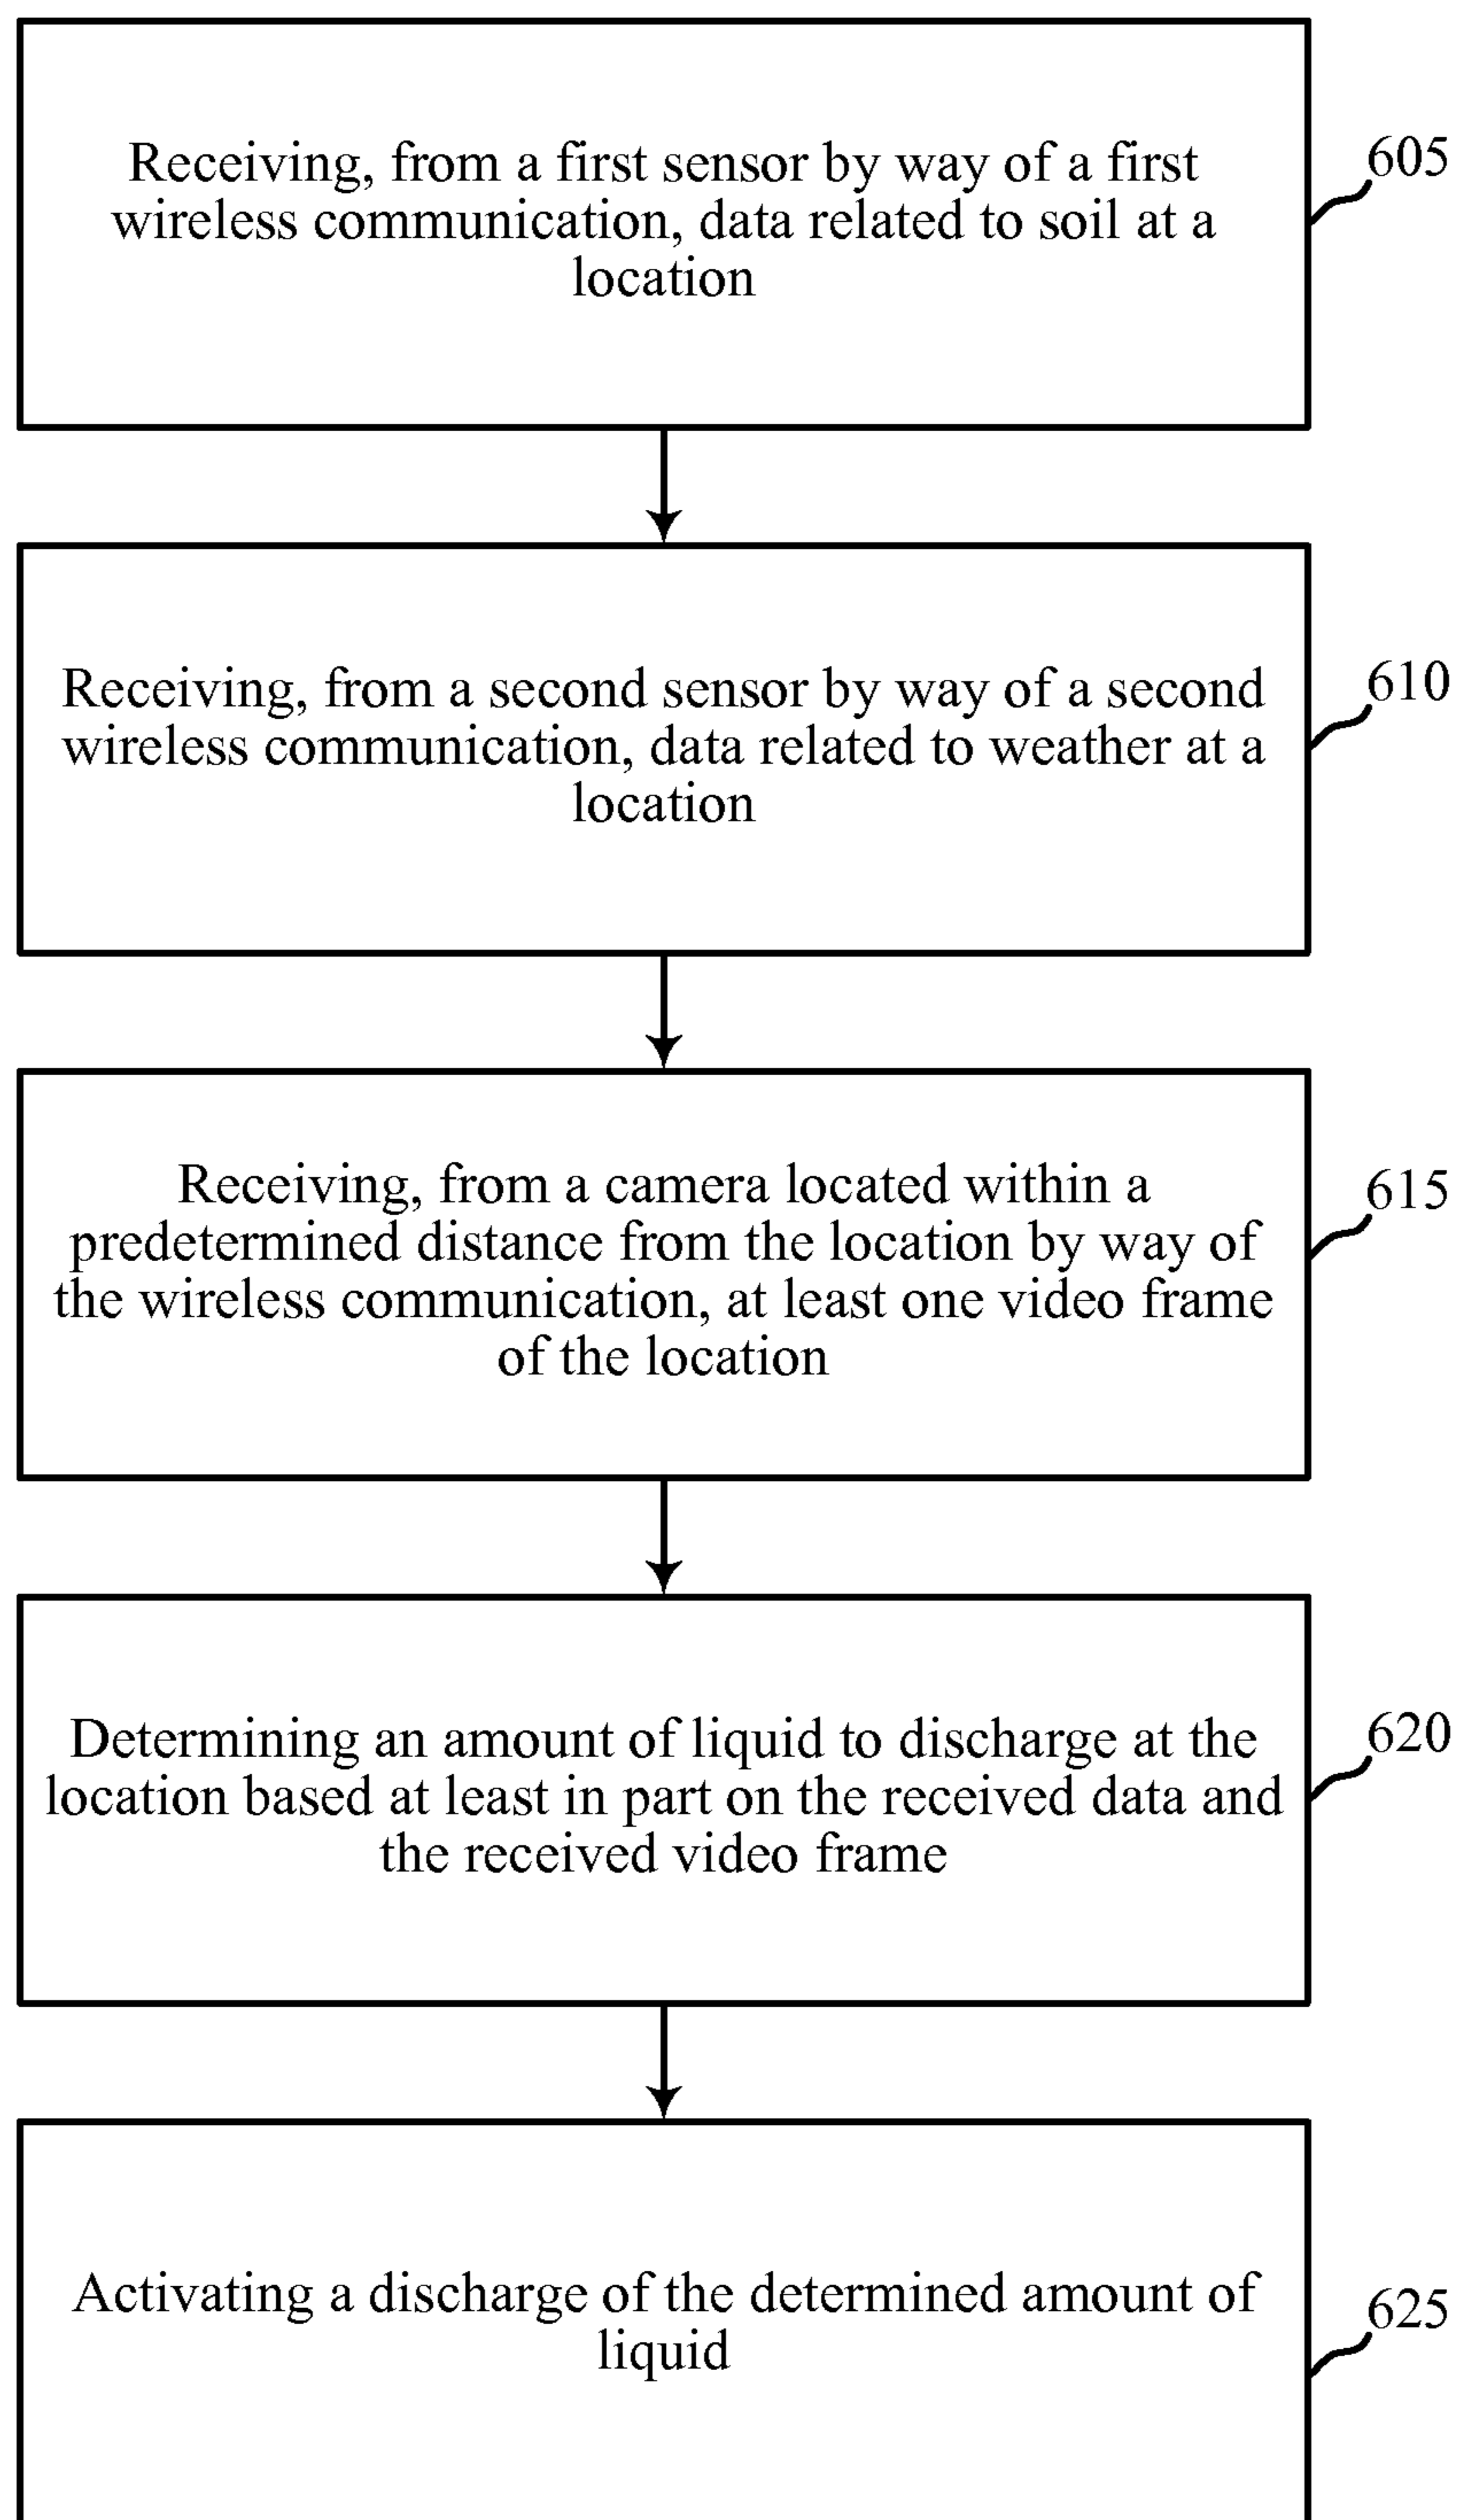 Receiving, from a first sensor by way of a first
wireless communication, data related to soil at a
location
605
Receiving, from a second sensor by way of a second
wireless communication, data related to weather at a
location
610
Receiving, from a camera located within a
predetermined distance from the location by way of
the wireless communication, at least one video frame
of the location
615
Determining an amount of liquid to discharge at the
location based at least in part on the received data and
the received video frame
620
Activating a discharge of the determined amount of
liquid
625